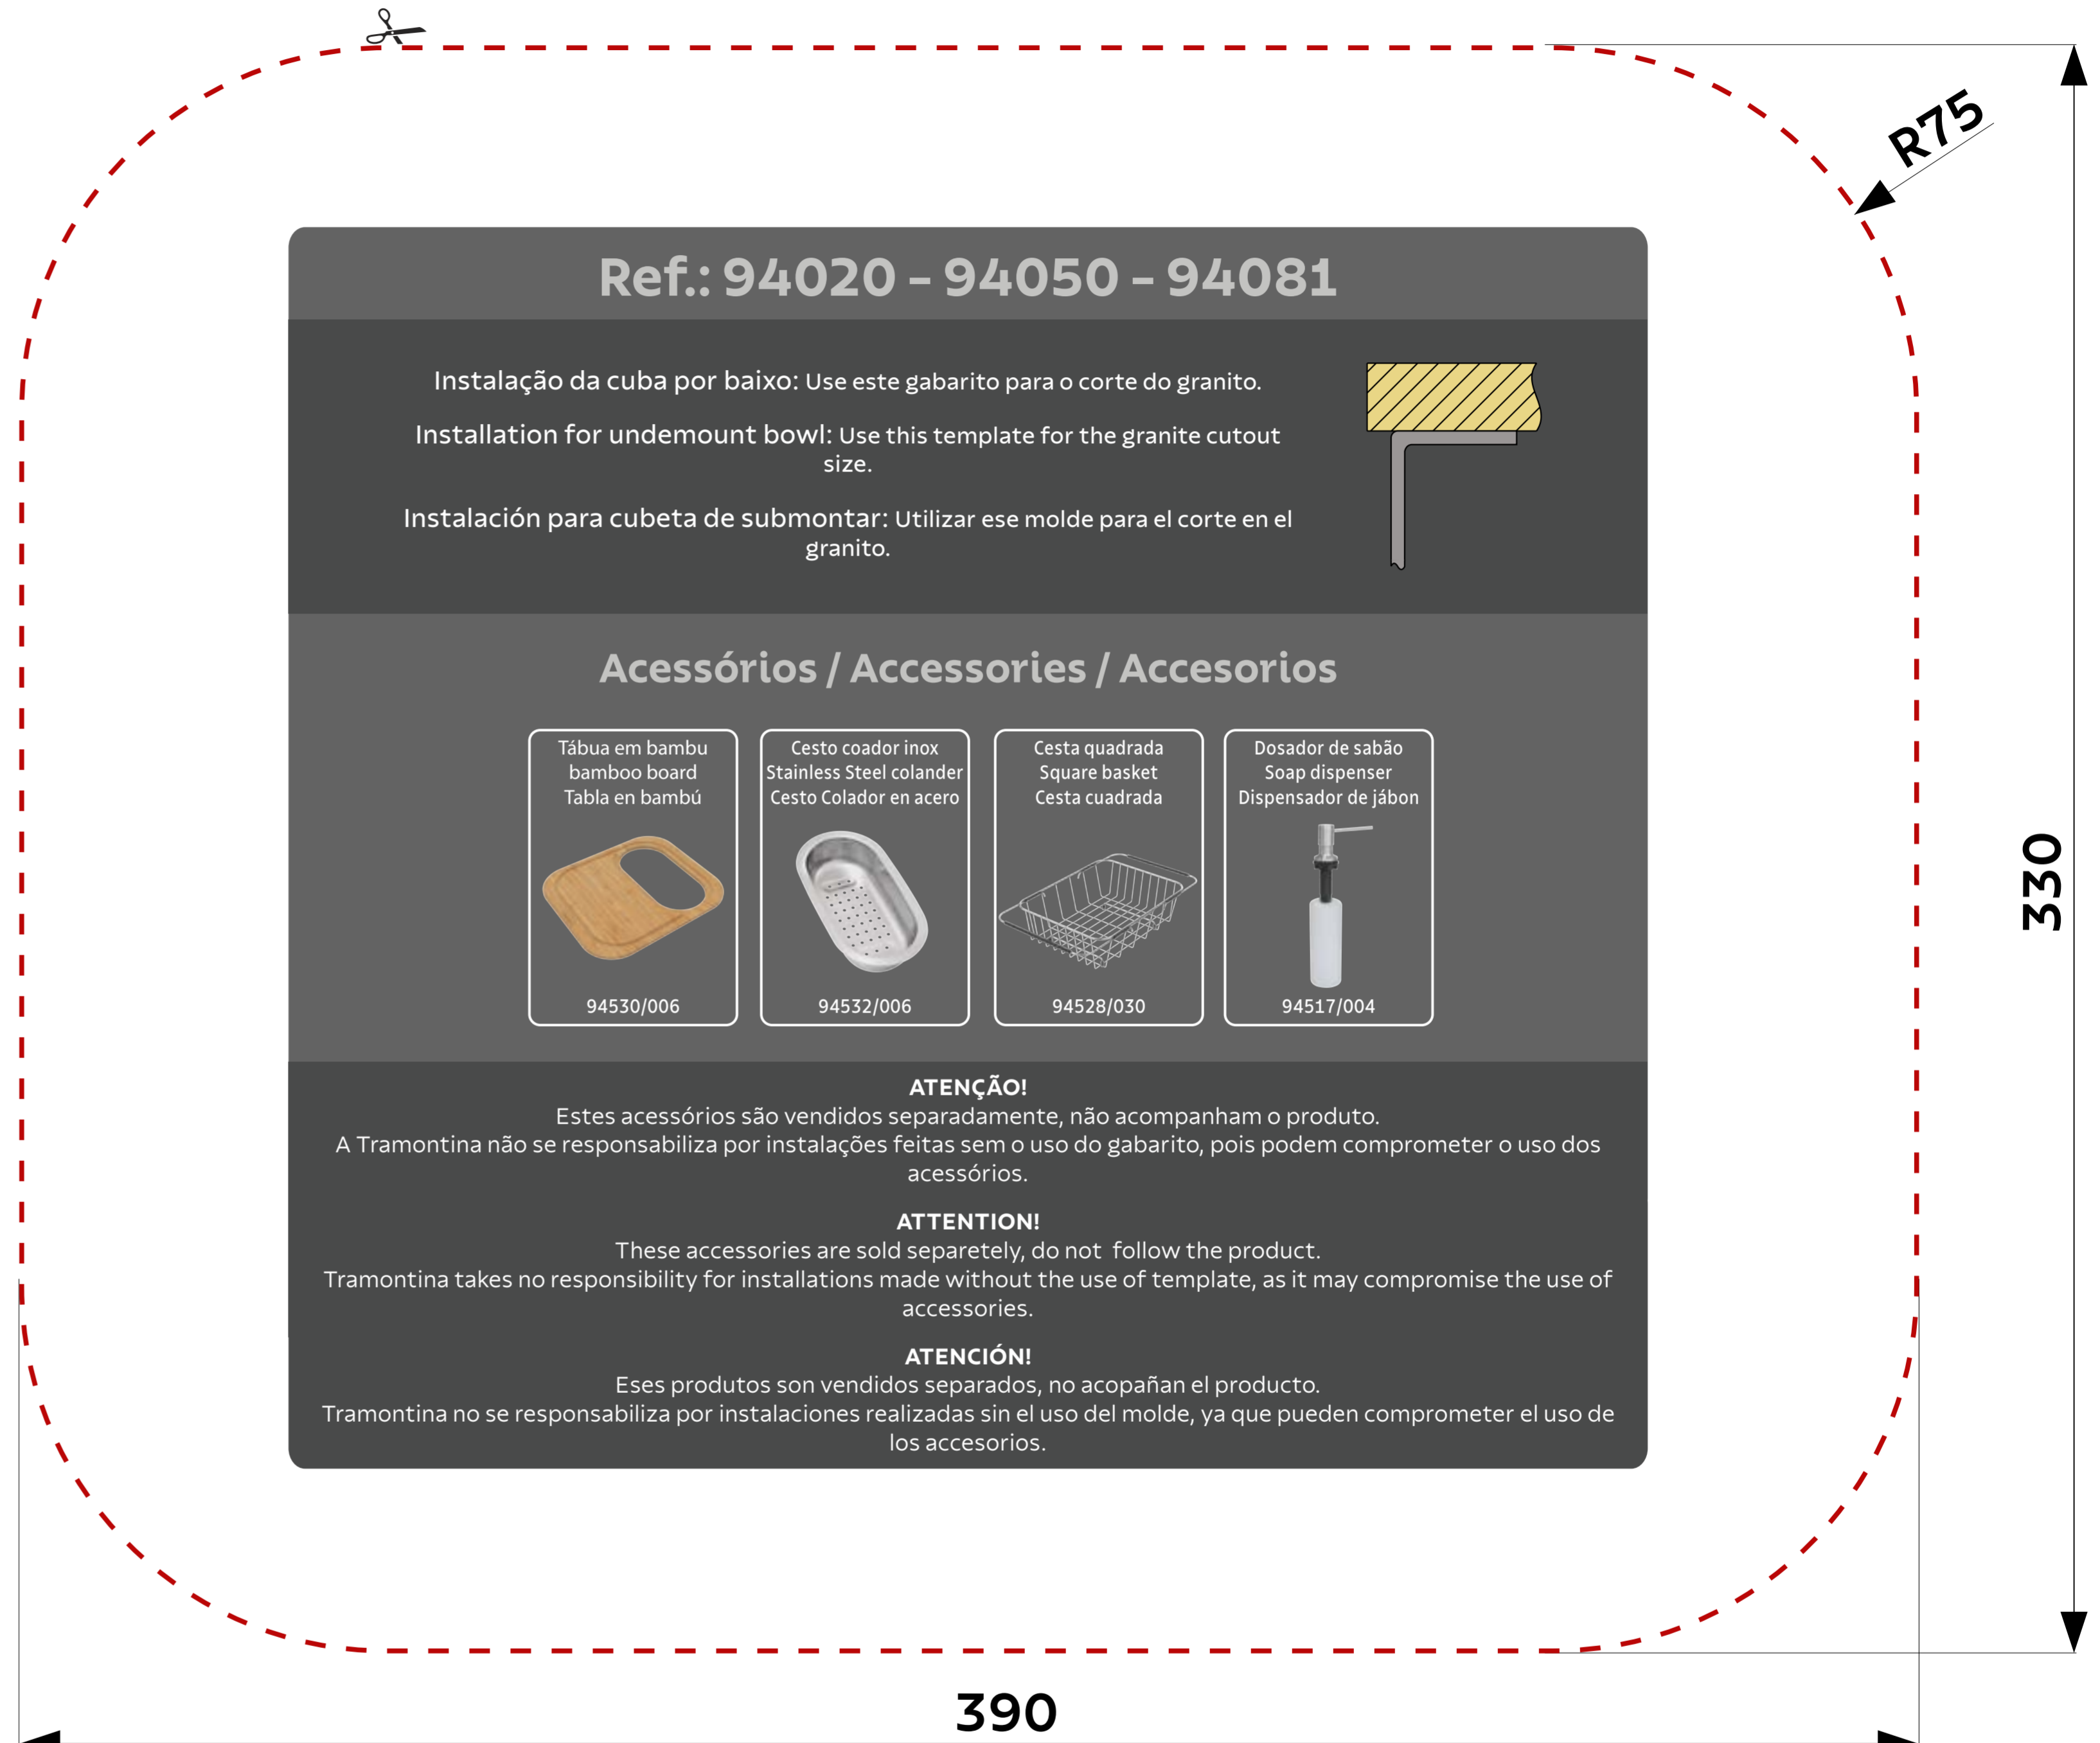 R75
Ref.: 94020 – 94050 – 94081
Instalação da cuba por baixo: Use este gabarito para o corte do granito.
Installation for undemount bowl: Use this template for the granite cutout
size.
Instalación para cubeta de submontar: Utilizar ese molde para el corte en el
granito.
Acessórios / Accessories / Accesorios
Tábua em bambu
bamboo board
Tabla en bambú
94530/006
Cesto coador inox
Stainless Steel colander
Cesto Colador en acero
94532/006
Cesta quadrada
Square basket
Cesta cuadrada
94528/030
Dosador de sabão
Soap dispenser
Dispensador de jábon
94517/004
330
ATENÇÃO!
Estes acessórios são vendidos separadamente, não acompanham o produto.
A Tramontina não se responsabiliza por instalações feitas sem o uso do gabarito, pois podem comprometer o uso dos
acessórios.
ATTENTION!
These accessories are sold separetely, do not  follow the product.
Tramontina takes no responsibility for installations made without the use of template, as it may compromise the use of
accessories.
ATENCIÓN!
Eses produtos son vendidos separados, no acopañan el producto.
Tramontina no se responsabiliza por instalaciones realizadas sin el uso del molde, ya que pueden comprometer el uso de
los accesorios.
390